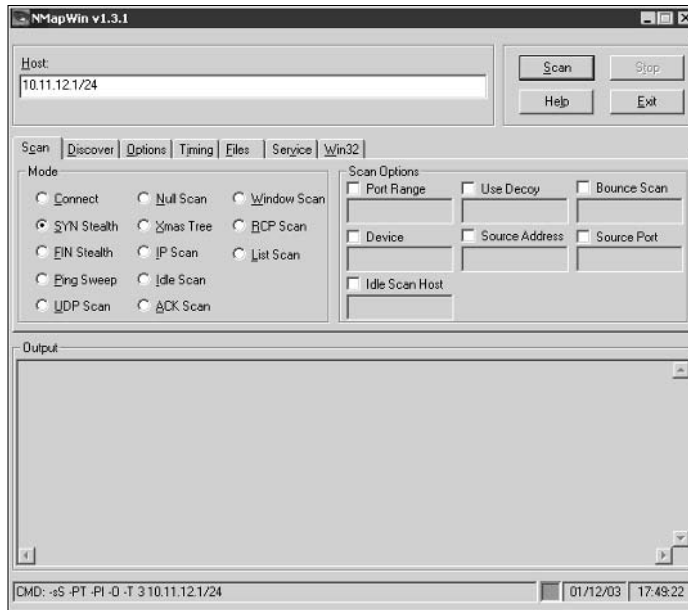 NMapWin v1.3.1
Host:
10.11.12.1/24
Scan
Stop
Help
Exit
Scan Discover Options Timing Files Service Win32
Mode
Connect Null Scan Window Scan
SYN Stealth Xmas Tree RCP Scan
FIN Stealth IP Scan List Scan
Ping Sweep Idle Scan
UDP Scan ACK Scan
Scan Options
Port Range Use Decoy Bounce Scan
Device Source Address Source Port
Idle Scan Host
Output
CMD: -sS -PT -PI -O -T 3 10.11.12.1/24
01/12/03 17:49:22